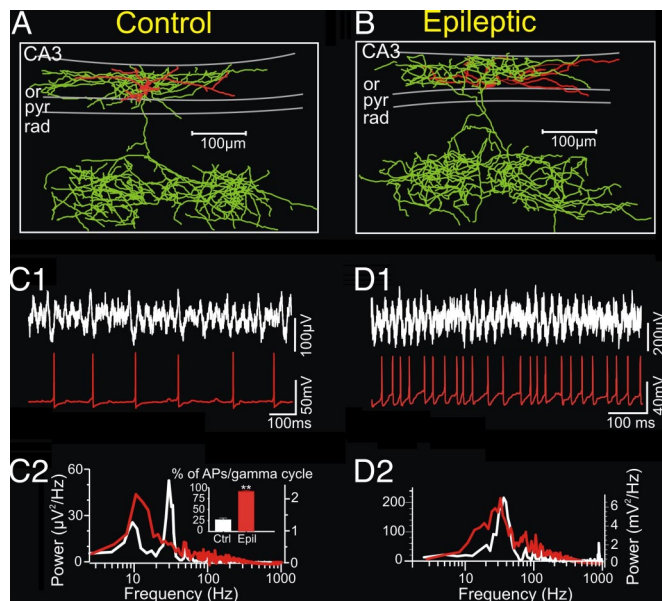 A Control
B Epileptic
CA3
or
pyr
rad
100µm
CA3
or
pyr
rad
100µm
C1
100µV
50mV
100ms
D1
200µV
40mV
100 ms
C2
% of APs/gamma cycle
100
75
50
25
0
**
Ctrl Epil
60
30
0
2
1
0
Power (µV²/Hz)
10 100 1000
Frequency (Hz)
D2
200
100
0
6
4
2
0
Power (mV²/Hz)
10 100 1000
Frequency (Hz)